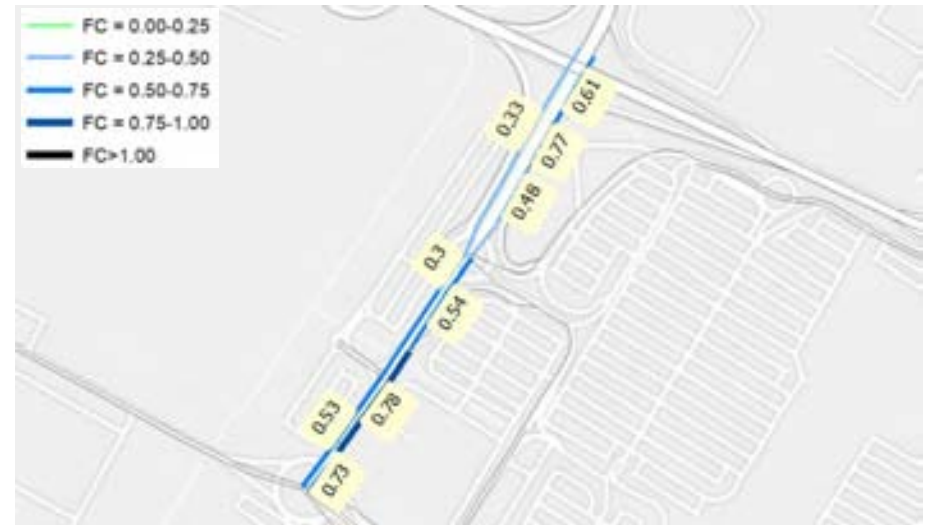 FC = 0.00-0.25
FC = 0.25-0.50
FC = 0.50-0.75
FC = 0.75-1.00
FC>1.00
0.61
0.33
0.77
0.48
0.3
0.54
0.78
0.53
0.73